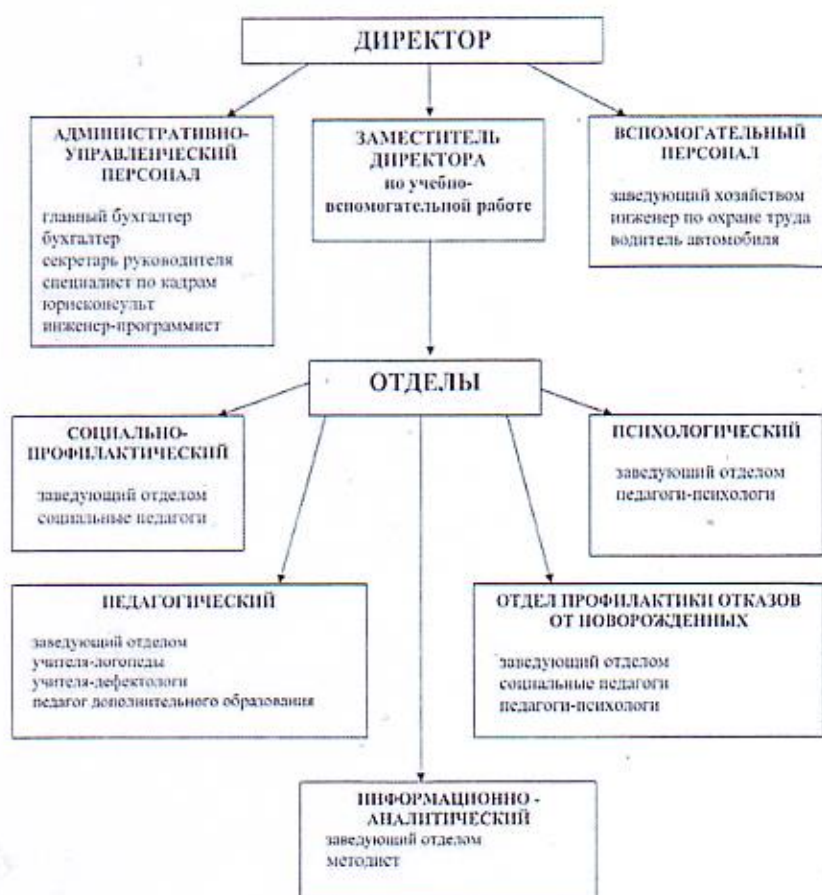 ДИРЕКТОР
АДМИНИСТРАТИВНО-
УПРАВЛЕНЧЕСКИЙ
ПЕРСОНАЛ
главный бухгалтер
бухгалтер
секретарь руководителя
специалист по кадрам
юрисконсульт
инженер-программист
ЗАМЕСТИТЕЛЬ
ДИРЕКТОРА
по учебно-
вспомогательной работе
ВСПОМОГАТЕЛЬНЫЙ
ПЕРСОНАЛ
заведующий хозяйством
инженер по охране труда
водитель автомобиля
ОТДЕЛЫ
СОЦИАЛЬНО-
ПРОФИЛАКТИЧЕСКИЙ
заведующий отделом
социальные педагоги
ПСИХОЛОГИЧЕСКИЙ
заведующий отделом
педагоги-психологи
ПЕДАГОГИЧЕСКИЙ
заведующий отделом
учителя-логопеды
учителя-дефектологи
педагог дополнительного образования
ОТДЕЛ ПРОФИЛАКТИКИ ОТКАЗОВ
ОТ НОВОРОЖДЕННЫХ
заведующий отделом
социальные педагоги
педагоги-психологи
ИНФОРМАЦИОННО -
АНАЛИТИЧЕСКИЙ
заведующий отделом
методист